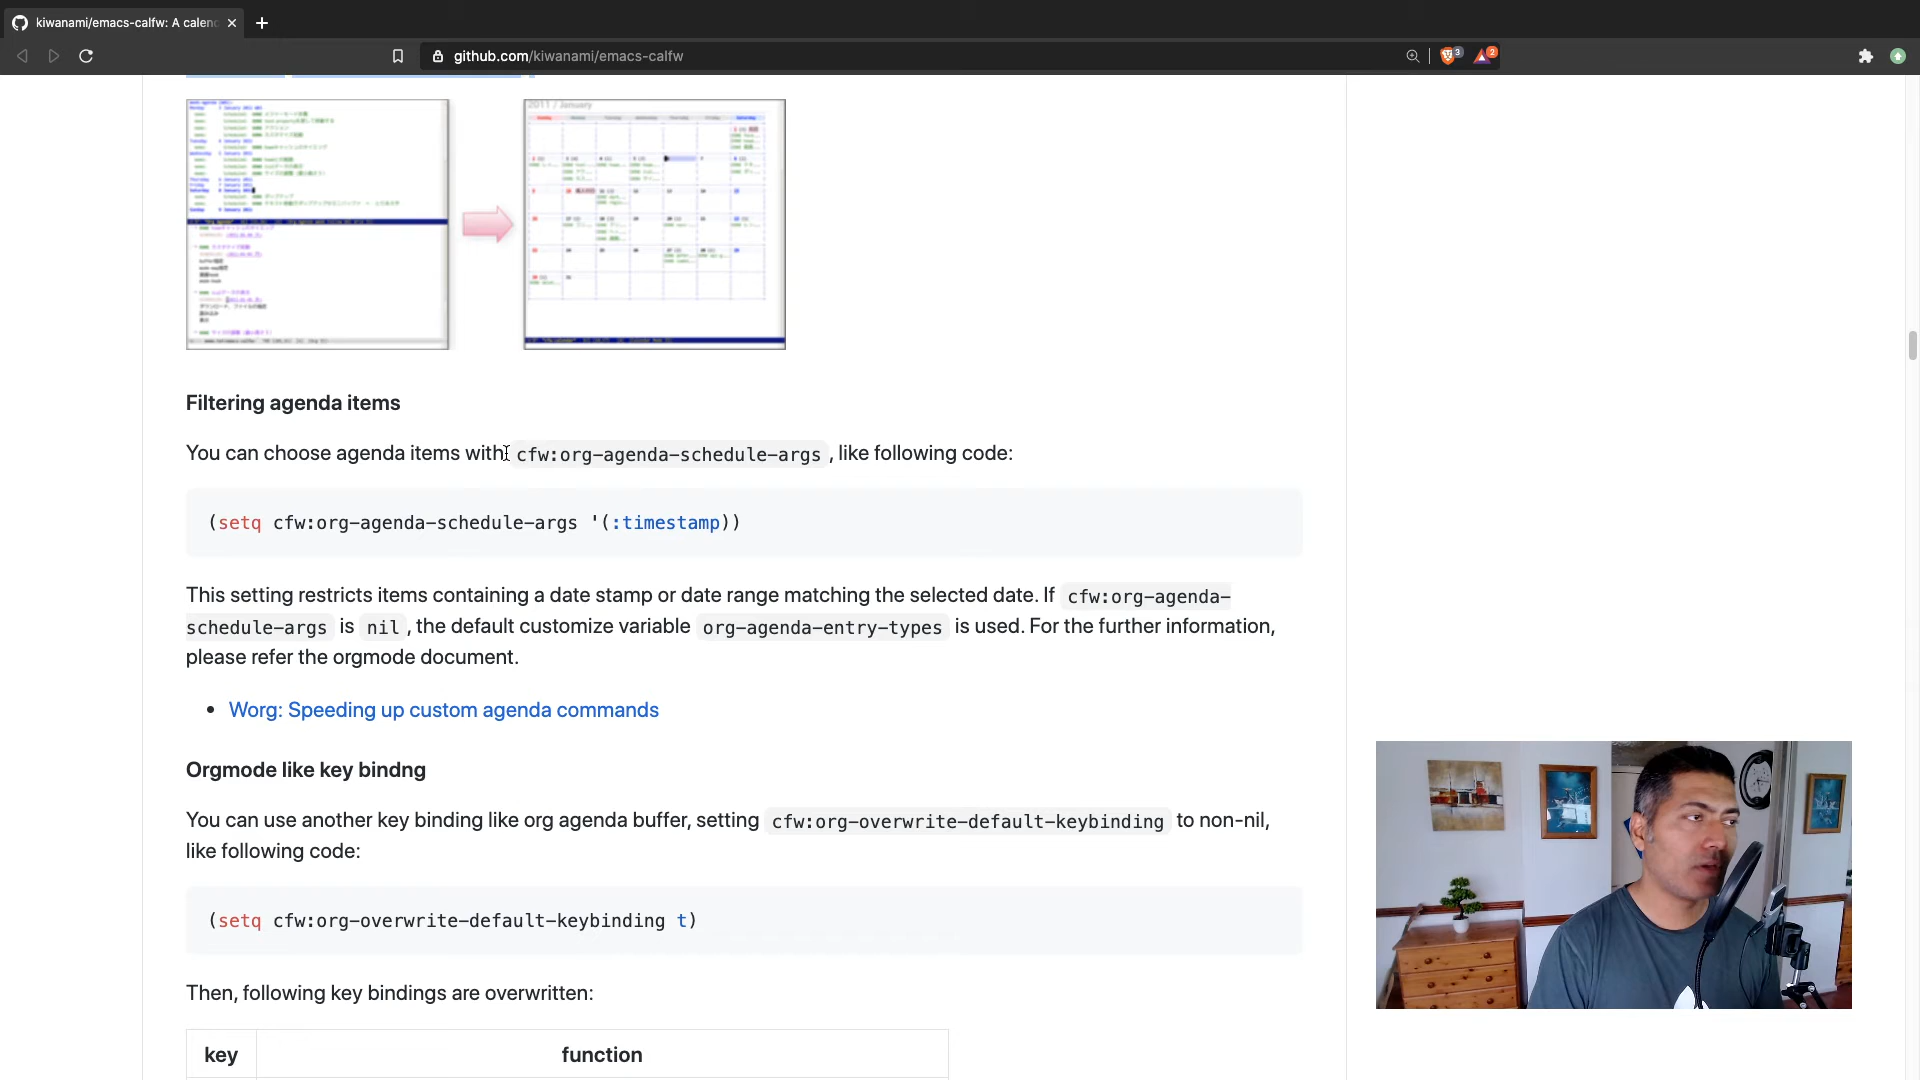 kiwanami/emacs-calfw: A calen
github.com/kiwanami/emacs-calfw
3
2
2011 / January
Filtering agenda items
You can choose agenda items with cfw:org-agenda-schedule-args , like following code:
(setq cfw:org-agenda-schedule-args '(:timestamp))
This setting restricts items containing a date stamp or date range matching the selected date. If cfw:org-agenda-
schedule-args is nil , the default customize variable org-agenda-entry-types is used. For the further information,
please refer the orgmode document.
• Worg: Speeding up custom agenda commands
Orgmode like key bindng
You can use another key binding like org agenda buffer, setting cfw:org-overwrite-default-keybinding to non-nil,
like following code:
(setq cfw:org-overwrite-default-keybinding t)
Then, following key bindings are overwritten:
key function